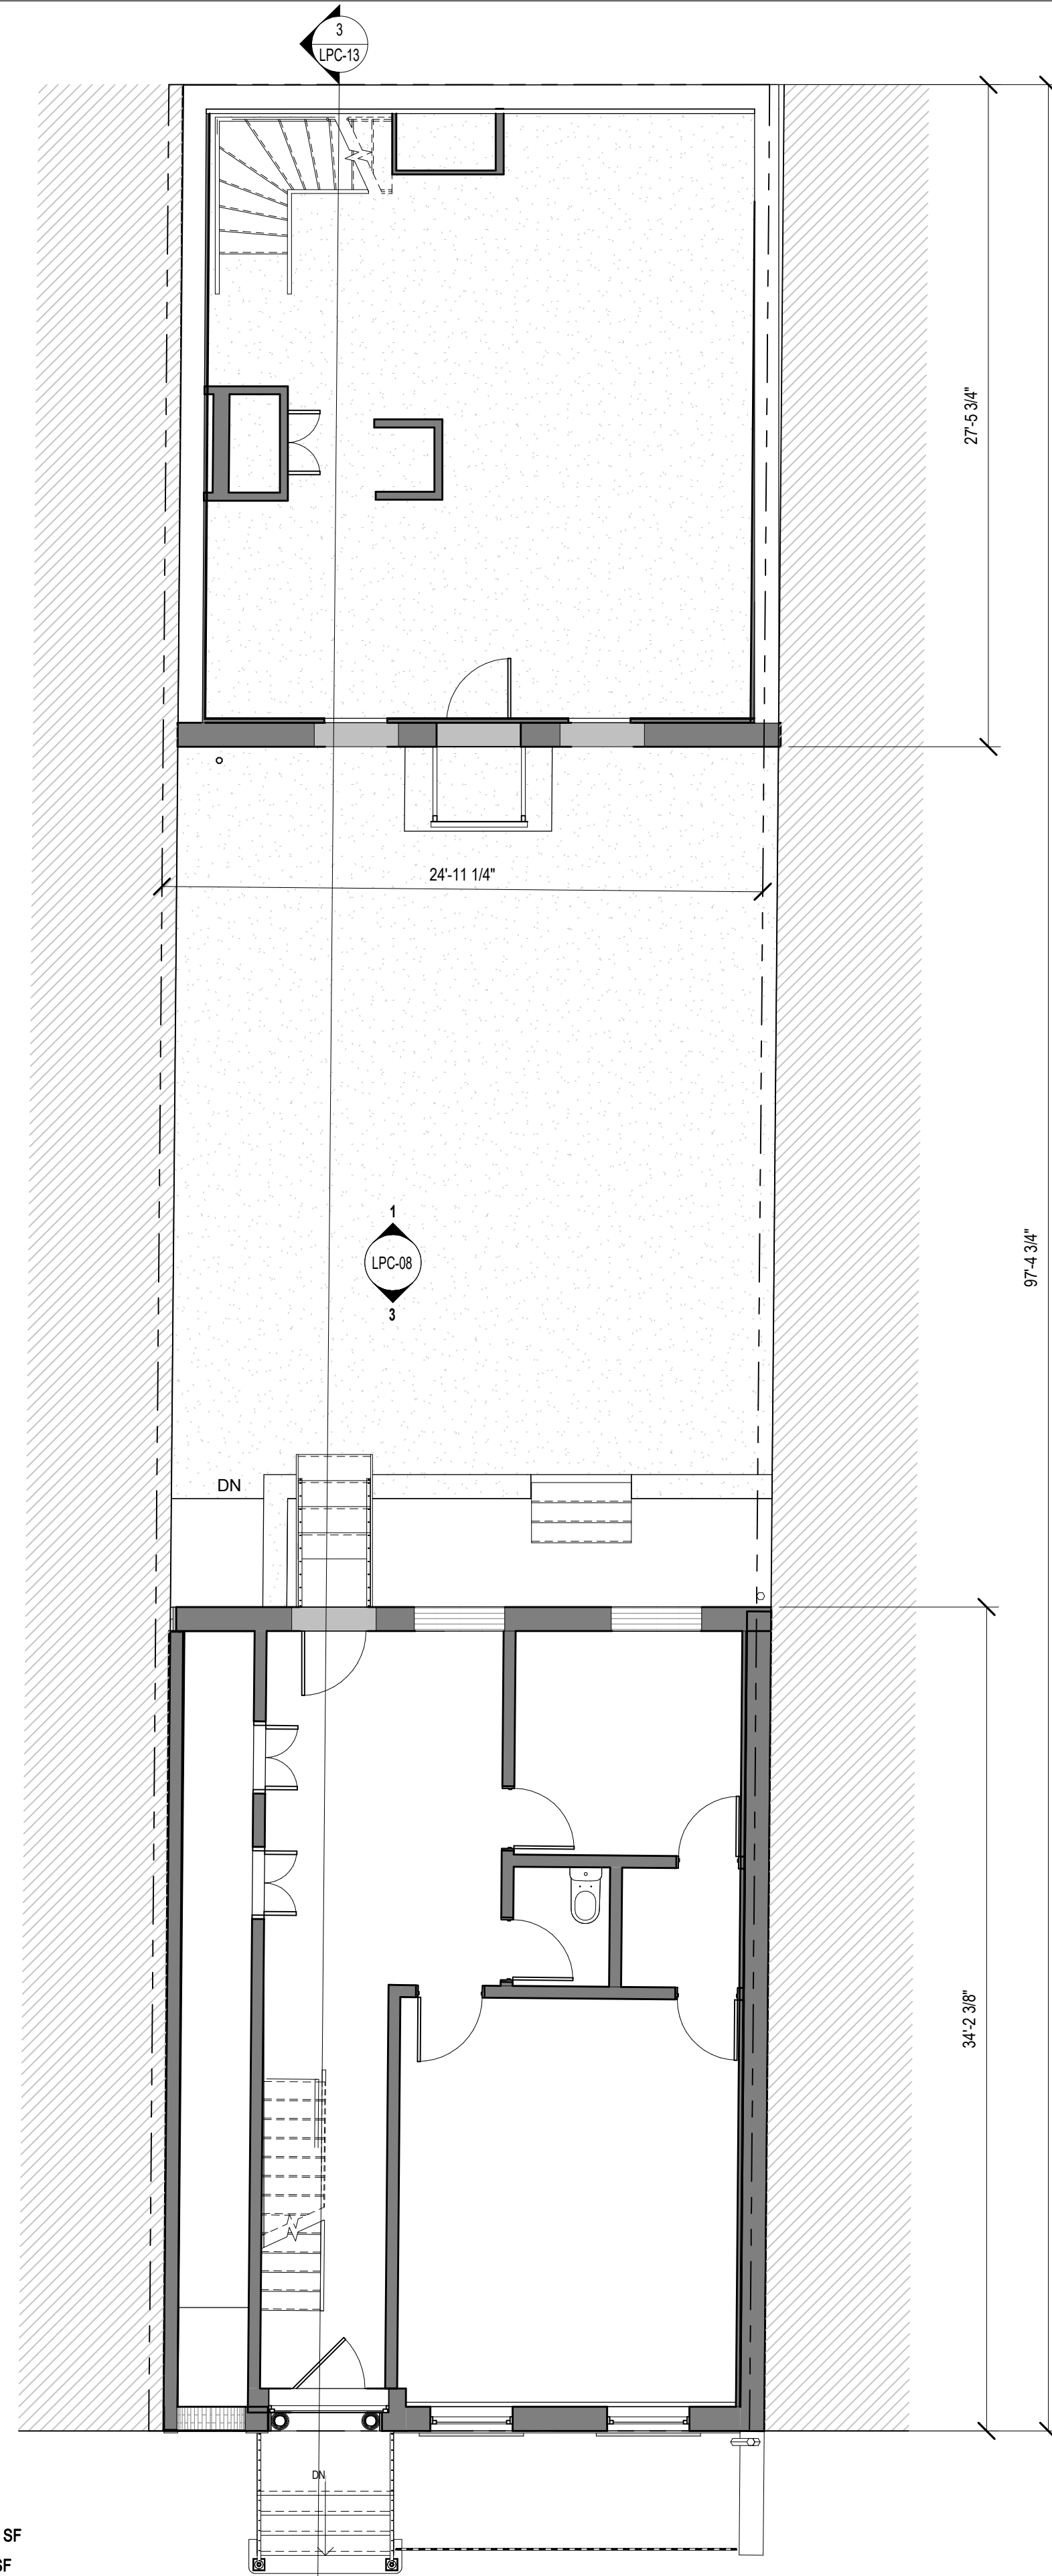 3
LPC-13
27'-5 3/4"
24'-11 1/4"
1
LPC-08
3
97'-4 3/4"
DN
34'-2 3/8"
DN
SF
SF